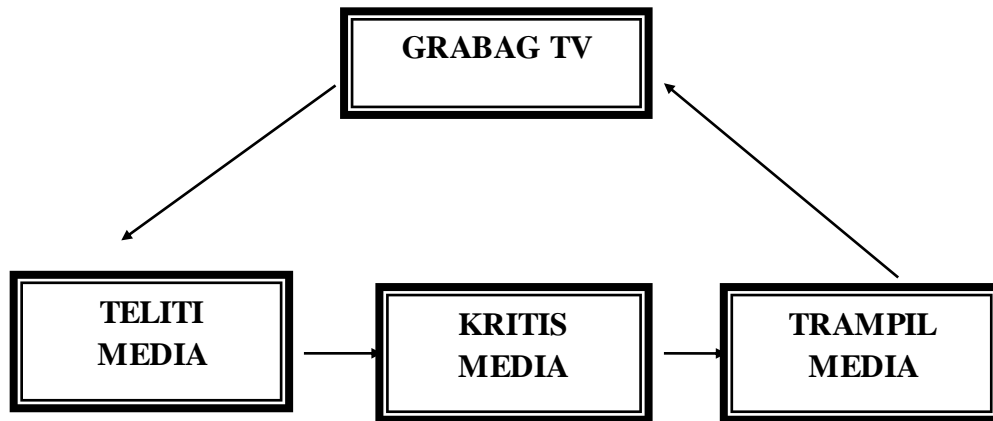 GRABAG TV
TELITI
MEDIA
KRITIS
MEDIA
TRAMPIL
MEDIA